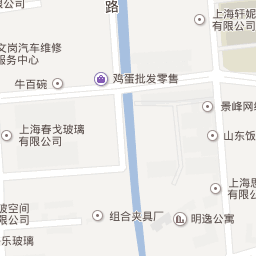 路
上海轩妮
有限公司
文岗汽车维修
服务中心
牛百碗
鸡蛋批发零售
景峰网络
上海春戈玻璃
有限公司
山东饭
上海思
有限公司
玻空间
限公司
组合夹具厂
明逸公寓
乐玻璃